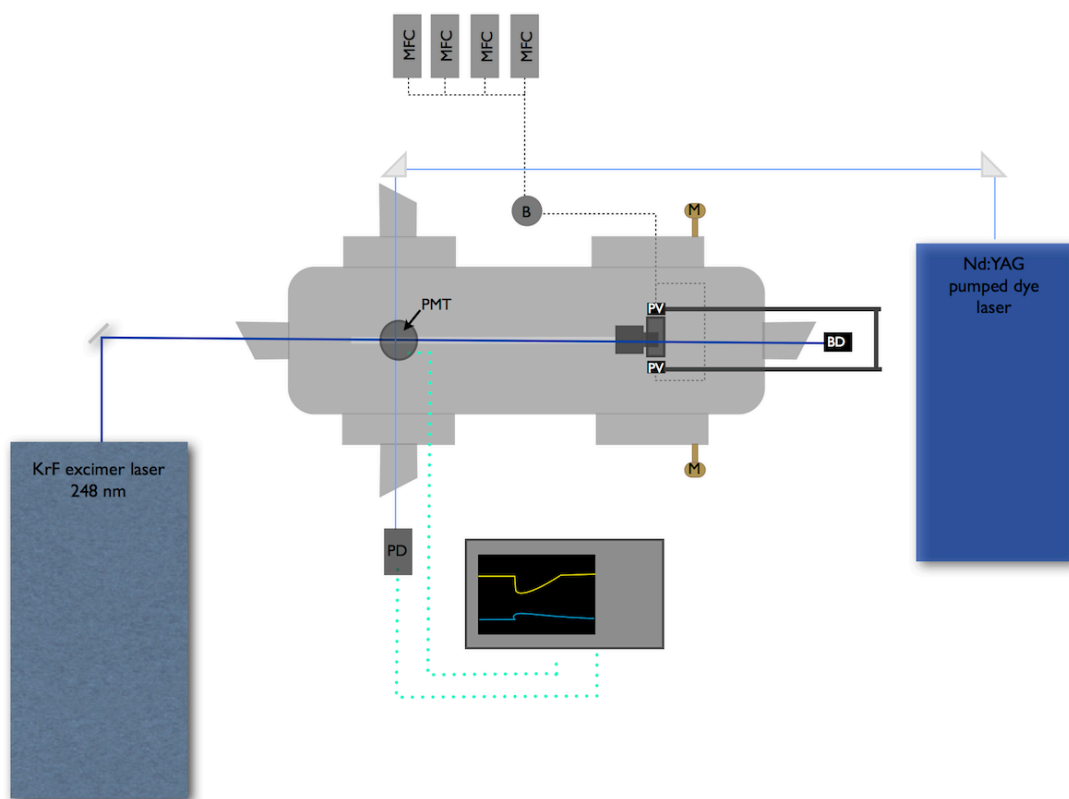 MFC
MFC
MFC
MFC
B
M
Nd:YAG
pumped dye
laser
PMT
PV
BD
PV
KrF excimer laser
248 nm
M
PD